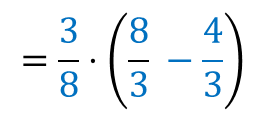 = 3/8 · (8/3 − 4/3)